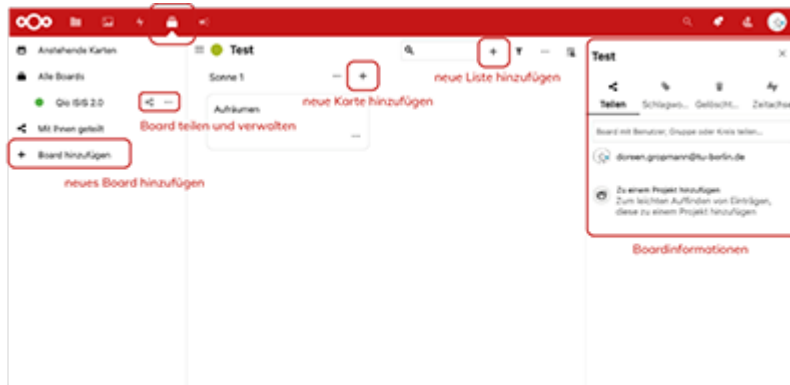 Anstehende Karten
Test
Alle Boards
Sonne 1
neue Liste hinzufügen
Test
Qio ISIS 2.0
neue Karte hinzufügen
Aufräumen
Board teilen und verwalten
Teilen
Schlagwo...
Gelöscht...
Zeitachse
Mit Ihnen geteilt
Board mit Benutzer, Gruppe oder Kreis teilen...
Board hinzufügen
neues Board hinzufügen
doreen.gropmann@tu-berlin.de
Zu einem Projekt hinzufügen
Zum leichten Auffinden von Einträgen,
diese zu einem Projekt hinzufügen
Boardinformationen